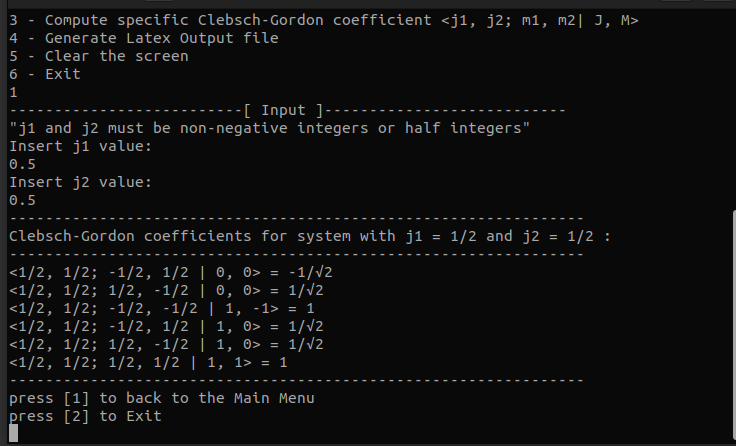 3 - Compute specific Clebsch-Gordon coefficient <j1, j2; m1, m2| J, M>
4 - Generate Latex Output file
5 - Clear the screen
6 - Exit
1
--------------------------[ Input ]---------------------------
"j1 and j2 must be non-negative integers or half integers"
Insert j1 value:
0.5
Insert j2 value:
0.5
----------------------------------------------------------------
Clebsch-Gordon coefficients for system with j1 = 1/2 and j2 = 1/2 :
----------------------------------------------------------------
<1/2, 1/2; -1/2, 1/2 | 0, 0> = -1/√2
<1/2, 1/2; 1/2, -1/2 | 0, 0> = 1/√2
<1/2, 1/2; -1/2, -1/2 | 1, -1> = 1
<1/2, 1/2; -1/2, 1/2 | 1, 0> = 1/√2
<1/2, 1/2; 1/2, -1/2 | 1, 0> = 1/√2
<1/2, 1/2; 1/2, 1/2 | 1, 1> = 1
----------------------------------------------------------------
press [1] to back to the Main Menu
press [2] to Exit